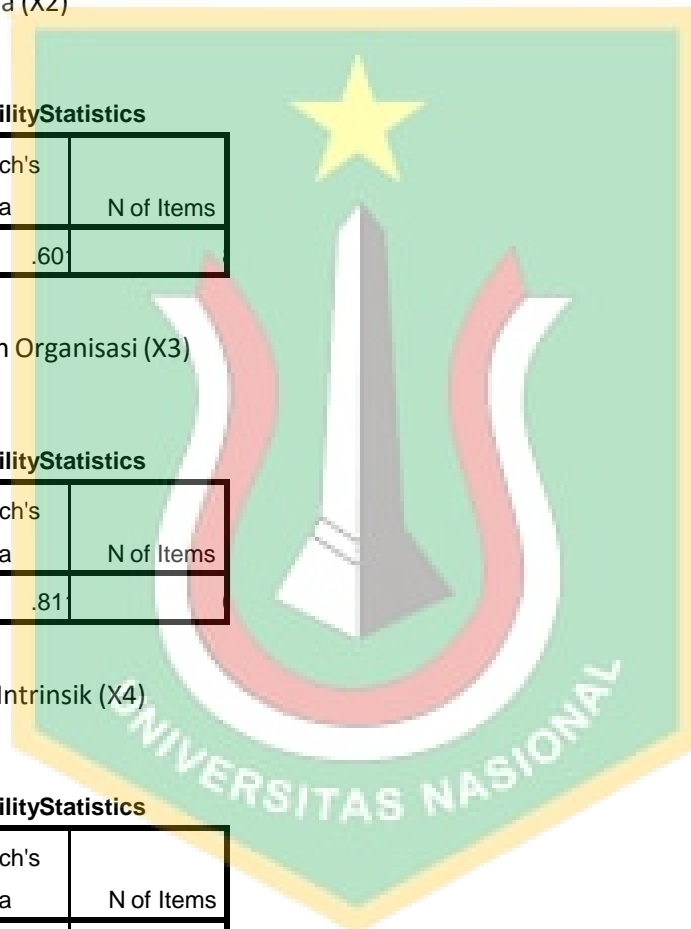 a (X2)
ilityStatistics
ch's
a N of Items
.601
n Organisasi (X3)
ilityStatistics
ch's
a N of Items
.811
Intrinsik (X4)
UNIVERSITAS NASIONAL
ilityStatistics
ch's
a N of Items